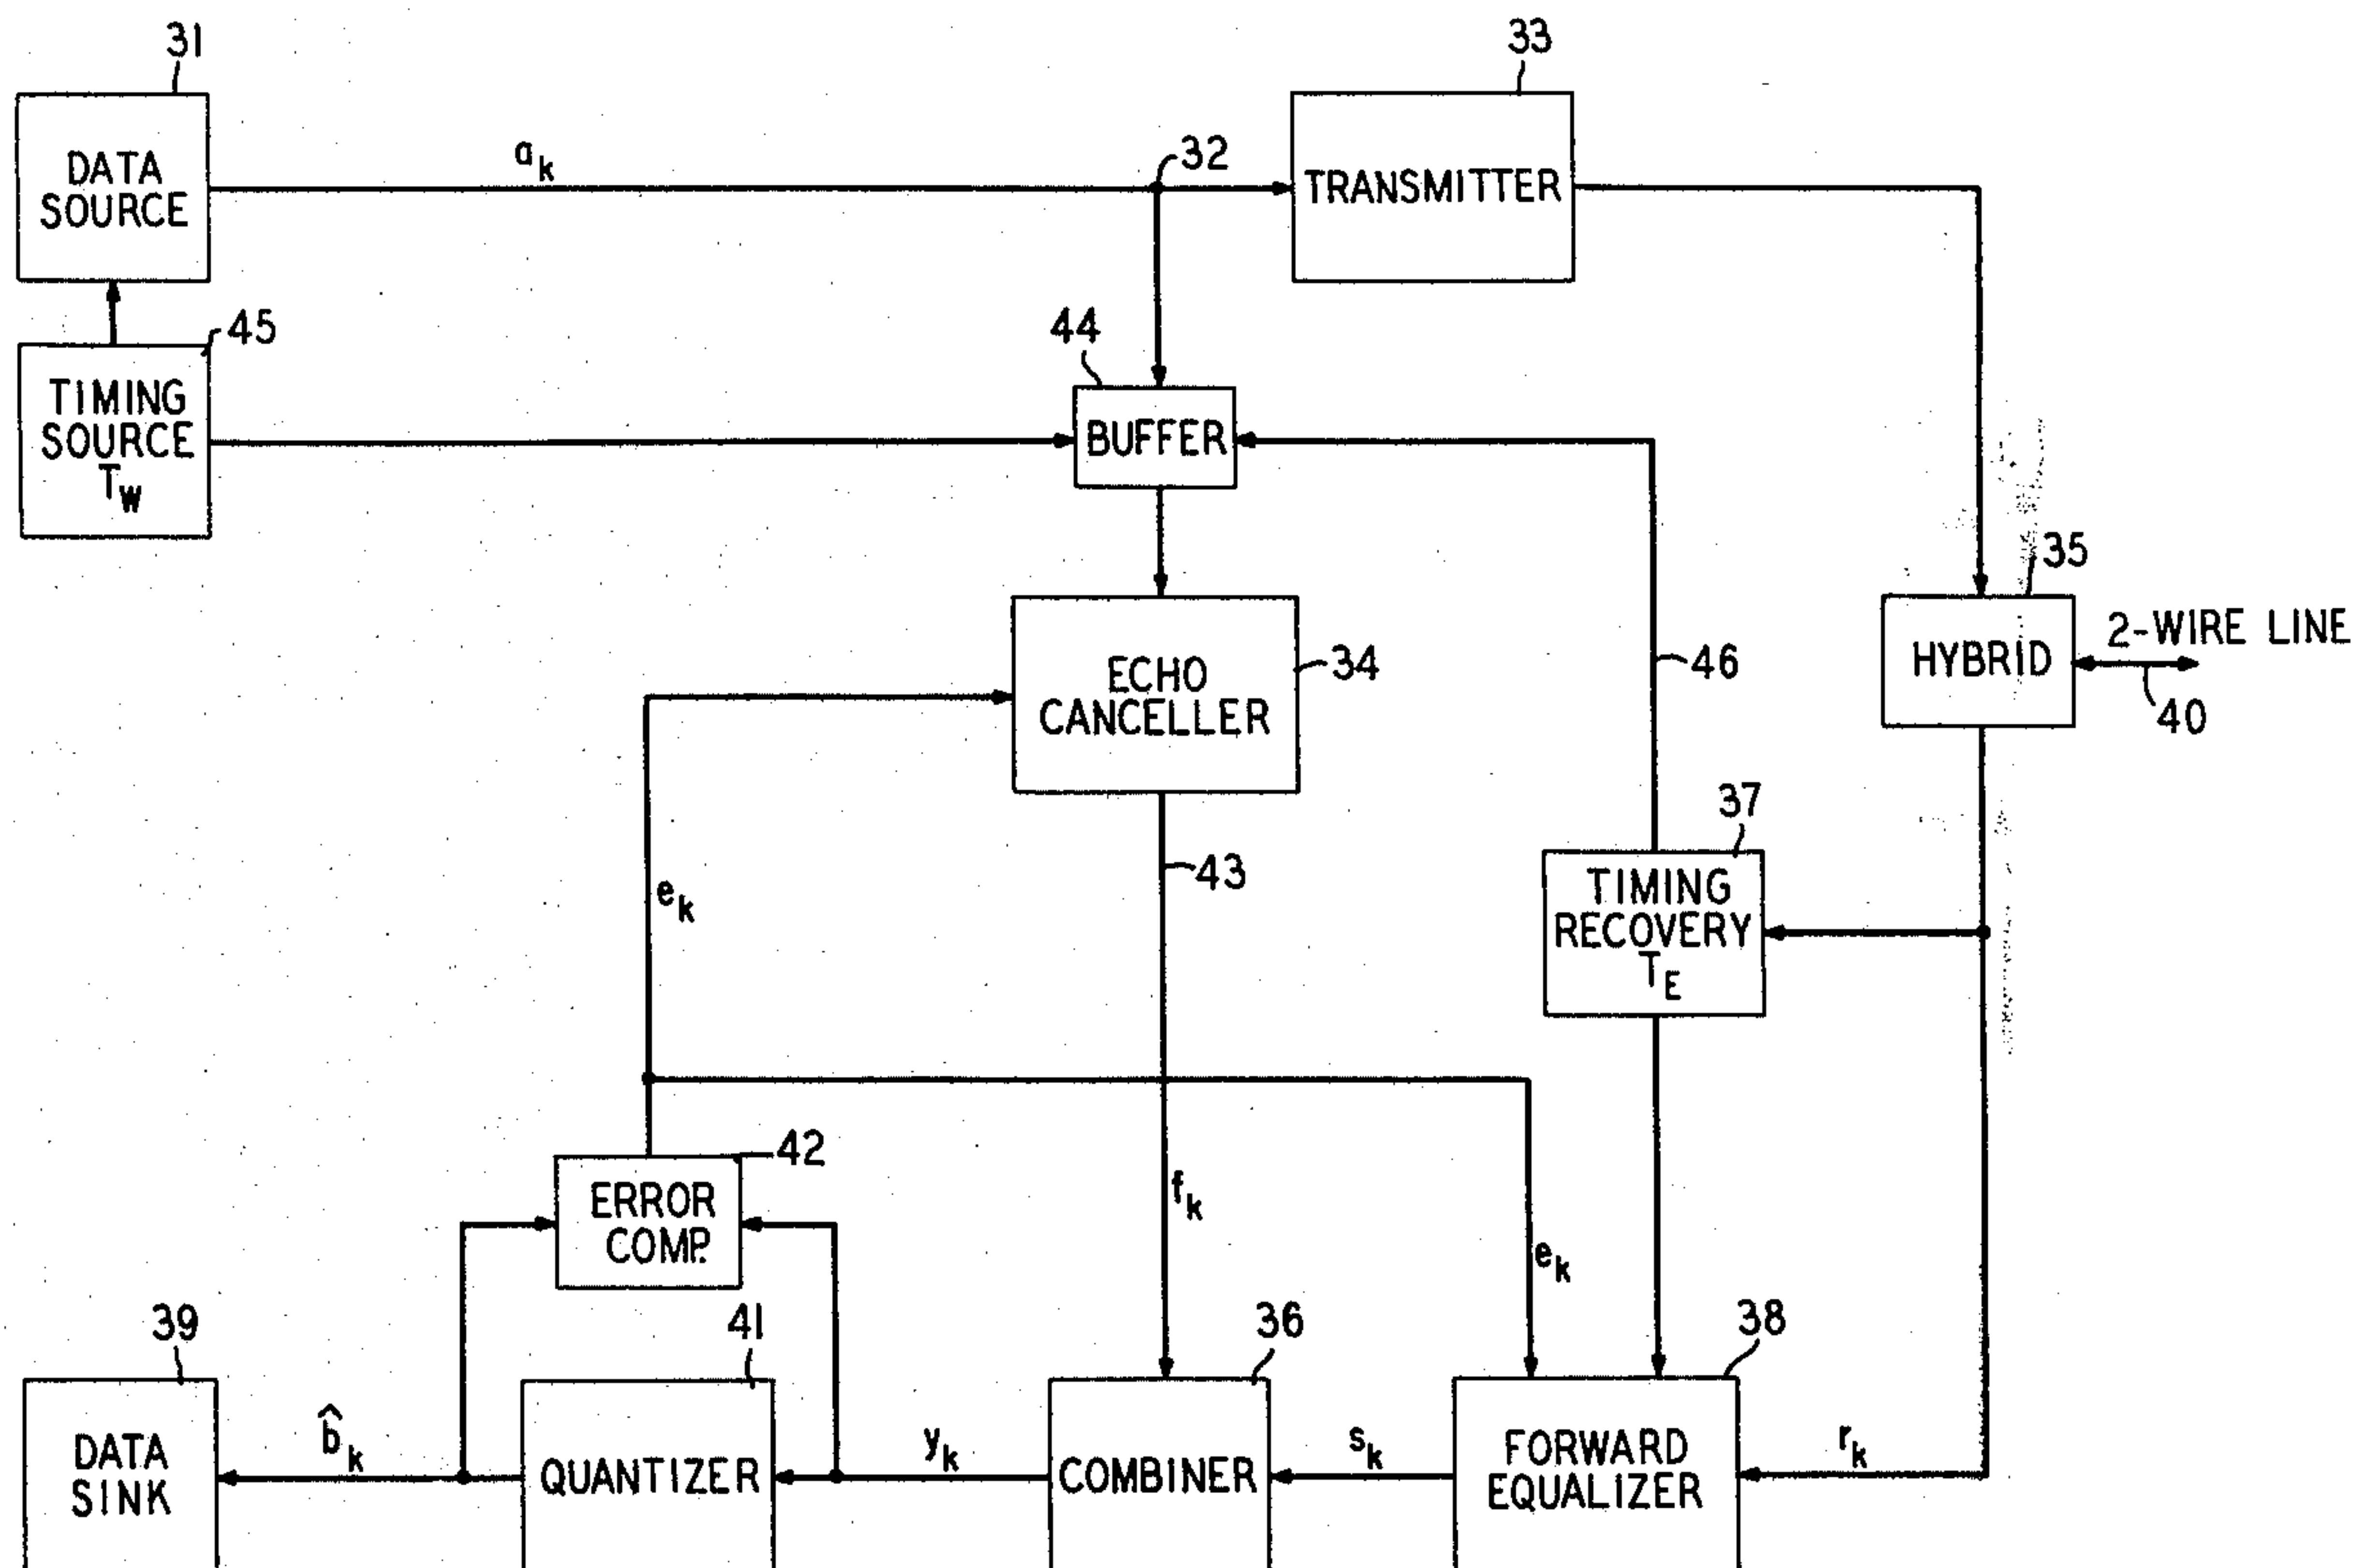 31
33
DATA
SOURCE
a_k
32
TRANSMITTER
45
44
TIMING
SOURCE
T_W
BUFFER
35
2-WIRE LINE
HYBRID
40
ECHO
CANCELLER
34
46
37
43
TIMING
RECOVERY
T_E
e_k
42
ERROR
COMP.
f_k
e_k
39
41
36
38
DATA
SINK
b̂_k
QUANTIZER
y_k
COMBINER
s_k
FORWARD
EQUALIZER
r_k